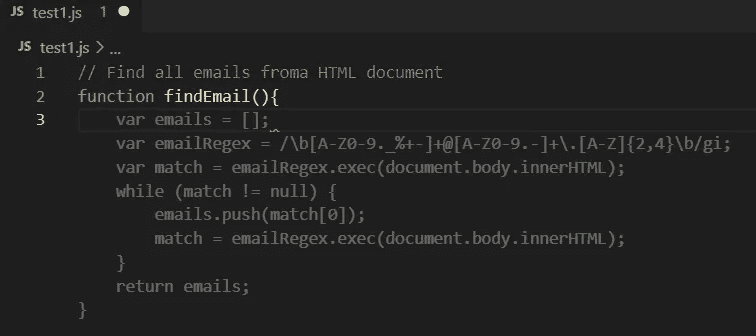 JS test1.js 1 ●
JS test1.js > ...
1 // Find all emails froma HTML document
2 function findEmail(){
3 var emails = [];
var emailRegex = /\b[A-Z0-9._%+-]+@[A-Z0-9.-]+\.[A-Z]{2,4}\b/gi;
var match = emailRegex.exec(document.body.innerHTML);
while (match != null) {
emails.push(match[0]);
match = emailRegex.exec(document.body.innerHTML);
}
return emails;
}